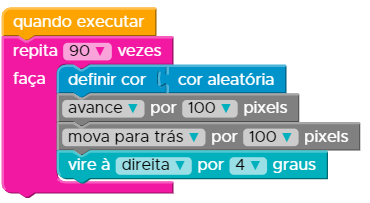 quando executar
repita 90 ▼ vezes
faça definir cor cor aleatória
avance ▼ por 100 ▼ pixels
mova para trás ▼ por 100 ▼ pixels
vire à direita ▼ por 4 ▼ graus